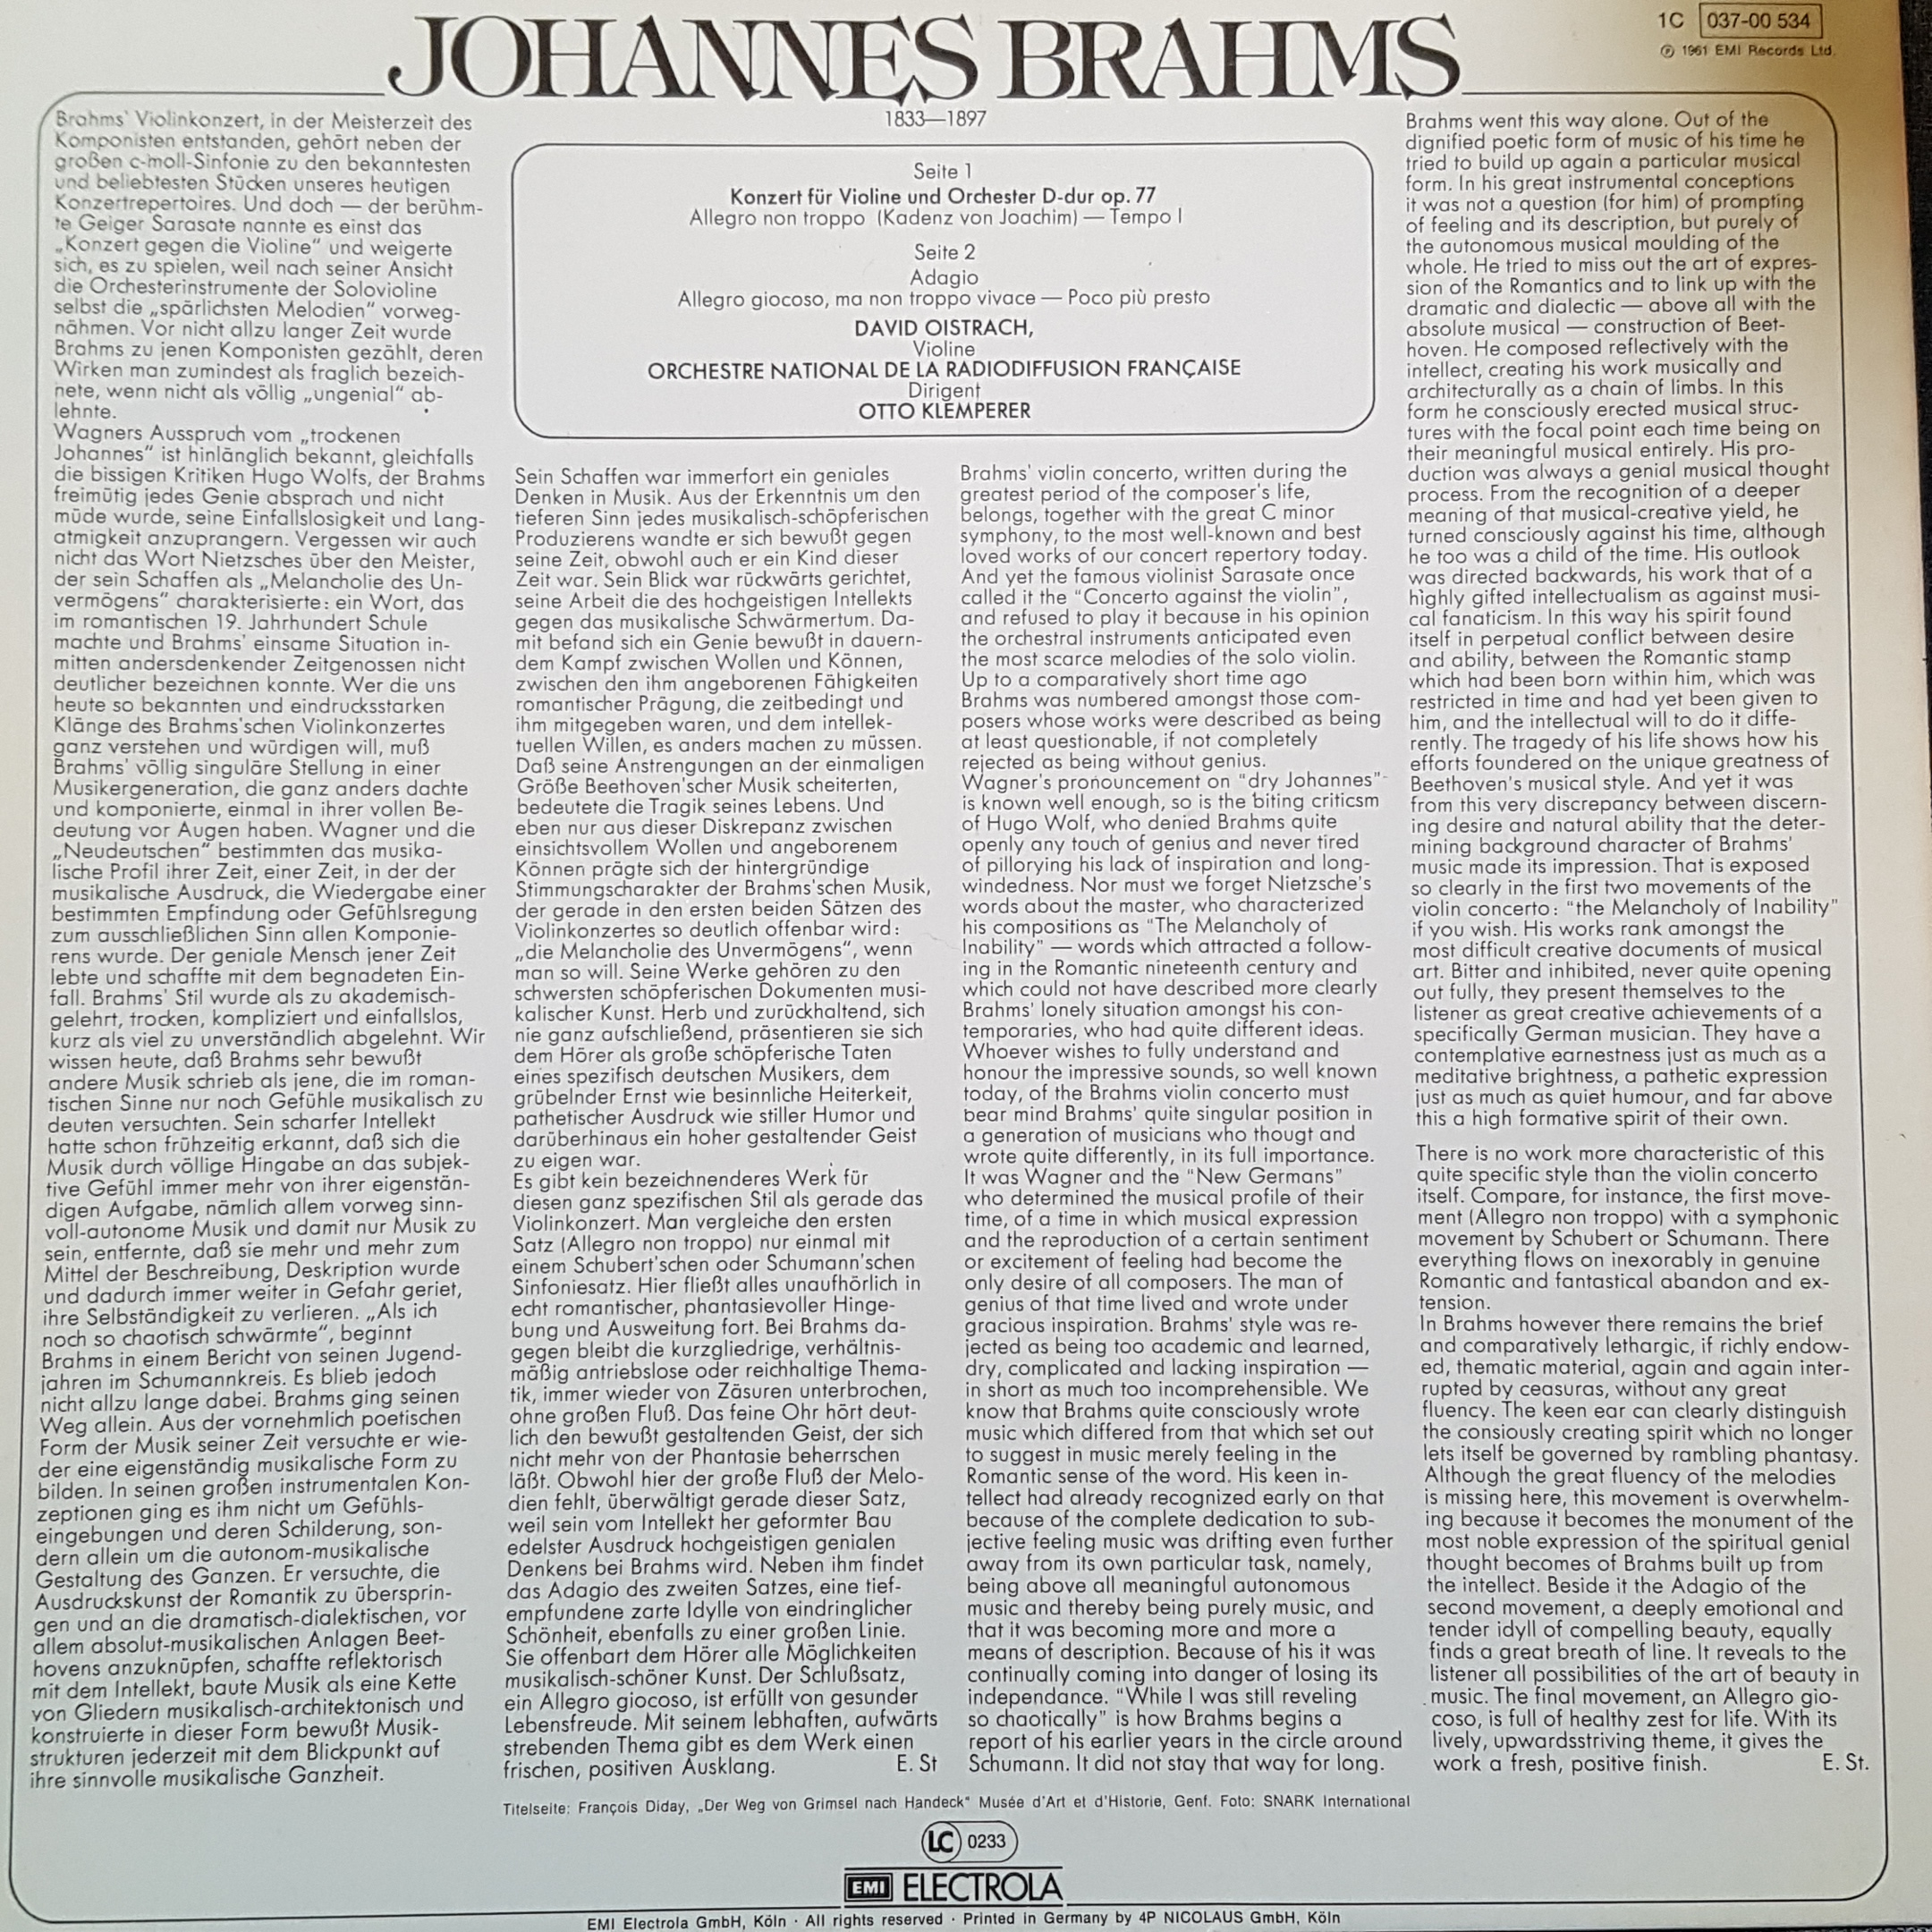 JOHANNES BRAHMS
1833—1897
1C 037-00 534
℗ 1961 EMI Records Ltd.
Brahms' Violinkonzert, in der Meisterzeit des
Komponisten entstanden, gehört neben der
großen c-moll-Sinfonie zu den bekanntesten
und beliebtesten Stücken unseres heutigen
Konzertrepertoires. Und doch — der berühm-
te Geiger Sarasate nannte es einst das
„Konzert gegen die Violine“ und weigerte
sich, es zu spielen, weil nach seiner Ansicht
die Orchesterinstrumente der Solovioline
selbst die „spärlichsten Melodien“ vorweg-
nähmen. Vor nicht allzu langer Zeit wurde
Brahms zu jenen Komponisten gezählt, deren
Wirken man zumindest als fraglich bezeich-
nete, wenn nicht als völlig „ungenial“ ab-
lehnte.
Wagners Ausspruch vom „trockenen
Johannes“ ist hinlänglich bekannt, gleichfalls
die bissigen Kritiken Hugo Wolfs, der Brahms
freimütig jedes Genie absprach und nicht
müde wurde, seine Einfallslosigkeit und Lang-
atmigkeit anzuprangern. Vergessen wir auch
nicht das Wort Nietzsches über den Meister,
der sein Schaffen als „Melancholie des Un-
vermögens“ charakterisierte: ein Wort, das
im romantischen 19. Jahrhundert Schule
machte und Brahms' einsame Situation in-
mitten andersdenkender Zeitgenossen nicht
deutlicher bezeichnen konnte. Wer die uns
heute so bekannten und eindrucksstarken
Klänge des Brahms'schen Violinkonzertes
ganz verstehen und würdigen will, muß
Brahms' völlig singuläre Stellung in einer
Musikergeneration, die ganz anders dachte
und komponierte, einmal in ihrer vollen Be-
deutung vor Augen haben. Wagner und die
„Neudeutschen“ bestimmten das musika-
lische Profil ihrer Zeit, einer Zeit, in der der
musikalische Ausdruck, die Wiedergabe einer
bestimmten Empfindung oder Gefühlsregung
zum ausschließlichen Sinn allen Komponie-
rens wurde. Der geniale Mensch jener Zeit
lebte und schaffte mit dem begnadeten Ein-
fall. Brahms' Stil wurde als zu akademisch-
gelehrt, trocken, kompliziert und einfallslos,
kurz als viel zu unverständlich abgelehnt. Wir
wissen heute, daß Brahms sehr bewußt
andere Musik schrieb als jene, die im roman-
tischen Sinne nur noch Gefühle musikalisch zu
deuten versuchten. Sein scharfer Intellekt
hatte schon frühzeitig erkannt, daß sich die
Musik durch völlige Hingabe an das subjek-
tive Gefühl immer mehr von ihrer eigenstän-
digen Aufgabe, nämlich allem vorweg sinn-
voll-autonome Musik und damit nur Musik zu
sein, entfernte, daß sie mehr und mehr zum
Mittel der Beschreibung, Deskription wurde
und dadurch immer weiter in Gefahr geriet,
ihre Selbständigkeit zu verlieren. „Als ich
noch so chaotisch schwärmte“, beginnt
Brahms in einem Bericht von seinen Jugend-
jahren im Schumannkreis. Es blieb jedoch
nicht allzu lange dabei. Brahms ging seinen
Weg allein. Aus der vornehmlich poetischen
Form der Musik seiner Zeit versuchte er wie-
der eine eigenständig musikalische Form zu
bilden. In seinen großen instrumentalen Kon-
zeptionen ging es ihm nicht um Gefühls-
eingebungen und deren Schilderung, son-
dern allein um die autonom-musikalische
Gestaltung des Ganzen. Er versuchte, die
Ausdruckskunst der Romantik zu übersprin-
gen und an die dramatisch-dialektischen, vor
allem absolut-musikalischen Anlagen Beet-
hovens anzuknüpfen, schaffte reflektorisch
mit dem Intellekt, baute Musik als eine Kette
von Gliedern musikalisch-architektonisch und
konstruierte in dieser Form bewußt Musik-
strukturen jederzeit mit dem Blickpunkt auf
ihre sinnvolle musikalische Ganzheit.
Seite 1
Konzert für Violine und Orchester D-dur op. 77
Allegro non troppo (Kadenz von Joachim) — Tempo I
Seite 2
Adagio
Allegro giocoso, ma non troppo vivace — Poco più presto
DAVID OISTRACH,
Violine
ORCHESTRE NATIONAL DE LA RADIODIFFUSION FRANÇAISE
Dirigent
OTTO KLEMPERER
Sein Schaffen war immerfort ein geniales
Denken in Musik. Aus der Erkenntnis um den
tieferen Sinn jedes musikalisch-schöpferischen
Produzierens wandte er sich bewußt gegen
seine Zeit, obwohl auch er ein Kind dieser
Zeit war. Sein Blick war rückwärts gerichtet,
seine Arbeit die des hochgeistigen Intellekts
gegen das musikalische Schwärmertum. Da-
mit befand sich ein Genie bewußt in dauern-
dem Kampf zwischen Wollen und Können,
zwischen den ihm angeborenen Fähigkeiten
romantischer Prägung, die zeitbedingt und
ihm mitgegeben waren, und dem intellek-
tuellen Willen, es anders machen zu müssen.
Daß seine Anstrengungen an der einmaligen
Größe Beethoven'scher Musik scheiterten,
bedeutete die Tragik seines Lebens. Und
eben nur aus dieser Diskrepanz zwischen
einsichtsvollem Wollen und angeborenem
Können prägte sich der hintergründige
Stimmungscharakter der Brahms'schen Musik,
der gerade in den ersten beiden Sätzen des
Violinkonzertes so deutlich offenbar wird:
„die Melancholie des Unvermögens“, wenn
man so will. Seine Werke gehören zu den
schwersten schöpferischen Dokumenten musi-
kalischer Kunst. Herb und zurückhaltend, sich
nie ganz aufschließend, präsentieren sie sich
dem Hörer als große schöpferische Taten
eines spezifisch deutschen Musikers, dem
grübelnder Ernst wie besinnliche Heiterkeit,
pathetischer Ausdruck wie stiller Humor und
darüberhinaus ein hoher gestaltender Geist
zu eigen war.
Es gibt kein bezeichnenderes Werk für
diesen ganz spezifischen Stil als gerade das
Violinkonzert. Man vergleiche den ersten
Satz (Allegro non troppo) nur einmal mit
einem Schubert'schen oder Schumann'schen
Sinfoniesatz. Hier fließt alles unaufhörlich in
echt romantischer, phantasievoller Hinge-
bung und Ausweitung fort. Bei Brahms da-
gegen bleibt die kurzgliedrige, verhältnis-
mäßig antriebslose oder reichhaltige Thema-
tik, immer wieder von Zäsuren unterbrochen,
ohne großen Fluß. Das feine Ohr hört deut-
lich den bewußt gestaltenden Geist, der sich
nicht mehr von der Phantasie beherrschen
läßt. Obwohl hier der große Fluß der Melo-
dien fehlt, überwältigt gerade dieser Satz,
weil sein vom Intellekt her geformter Bau
edelster Ausdruck hochgeistigen genialen
Denkens bei Brahms wird. Neben ihm findet
das Adagio des zweiten Satzes, eine tief-
empfundene zarte Idylle von eindringlicher
Schönheit, ebenfalls zu einer großen Linie.
Sie offenbart dem Hörer alle Möglichkeiten
musikalisch-schöner Kunst. Der Schlußsatz,
ein Allegro giocoso, ist erfüllt von gesunder
Lebensfreude. Mit seinem lebhaften, aufwärts
strebenden Thema gibt es dem Werk einen
frischen, positiven Ausklang. E. St
Brahms' violin concerto, written during the
greatest period of the composer's life,
belongs, together with the great C minor
symphony, to the most well-known and best
loved works of our concert repertory today.
And yet the famous violinist Sarasate once
called it the “Concerto against the violin”,
and refused to play it because in his opinion
the orchestral instruments anticipated even
the most scarce melodies of the solo violin.
Up to a comparatively short time ago
Brahms was numbered amongst those com-
posers whose works were described as being
at least questionable, if not completely
rejected as being without genius.
Wagner's pronouncement on “dry Johannes”
is known well enough, so is the biting criticsm
of Hugo Wolf, who denied Brahms quite
openly any touch of genius and never tired
of pillorying his lack of inspiration and long-
windedness. Nor must we forget Nietzsche's
words about the master, who characterized
his compositions as “The Melancholy of
Inability” — words which attracted a follow-
ing in the Romantic nineteenth century and
which could not have described more clearly
Brahms' lonely situation amongst his con-
temporaries, who had quite different ideas.
Whoever wishes to fully understand and
honour the impressive sounds, so well known
today, of the Brahms violin concerto must
bear mind Brahms' quite singular position in
a generation of musicians who thougt and
wrote quite differently, in its full importance.
It was Wagner and the “New Germans”
who determined the musical profile of their
time, of a time in which musical expression
and the reproduction of a certain sentiment
or excitement of feeling had become the
only desire of all composers. The man of
genius of that time lived and wrote under
gracious inspiration. Brahms' style was re-
jected as being too academic and learned,
dry, complicated and lacking inspiration —
in short as much too incomprehensible. We
know that Brahms quite consciously wrote
music which differed from that which set out
to suggest in music merely feeling in the
Romantic sense of the word. His keen in-
tellect had already recognized early on that
because of the complete dedication to sub-
jective feeling music was drifting even further
away from its own particular task, namely,
being above all meaningful autonomous
music and thereby being purely music, and
that it was becoming more and more a
means of description. Because of his it was
continually coming into danger of losing its
independance. “While I was still reveling
so chaotically” is how Brahms begins a
report of his earlier years in the circle around
Schumann. It did not stay that way for long.
Brahms went this way alone. Out of the
dignified poetic form of music of his time he
tried to build up again a particular musical
form. In his great instrumental conceptions
it was not a question (for him) of prompting
of feeling and its description, but purely of
the autonomous musical moulding of the
whole. He tried to miss out the art of expres-
sion of the Romantics and to link up with the
dramatic and dialectic — above all with the
absolute musical — construction of Beet-
hoven. He composed reflectively with the
intellect, creating his work musically and
architecturally as a chain of limbs. In this
form he consciously erected musical struc-
tures with the focal point each time being on
their meaningful musical entirely. His pro-
duction was always a genial musical thought
process. From the recognition of a deeper
meaning of that musical-creative yield, he
turned consciously against his time, although
he too was a child of the time. His outlook
was directed backwards, his work that of a
highly gifted intellectualism as against musi-
cal fanaticism. In this way his spirit found
itself in perpetual conflict between desire
and ability, between the Romantic stamp
which had been born within him, which was
restricted in time and had yet been given to
him, and the intellectual will to do it diffe-
rently. The tragedy of his life shows how his
efforts foundered on the unique greatness of
Beethoven's musical style. And yet it was
from this very discrepancy between discern-
ing desire and natural ability that the deter-
mining background character of Brahms'
music made its impression. That is exposed
so clearly in the first two movements of the
violin concerto: “the Melancholy of Inability”
if you wish. His works rank amongst the
most difficult creative documents of musical
art. Bitter and inhibited, never quite opening
out fully, they present themselves to the
listener as great creative achievements of a
specifically German musician. They have a
contemplative earnestness just as much as a
meditative brightness, a pathetic expression
just as much as quiet humour, and far above
this a high formative spirit of their own.
There is no work more characteristic of this
quite specific style than the violin concerto
itself. Compare, for instance, the first move-
ment (Allegro non troppo) with a symphonic
movement by Schubert or Schumann. There
everything flows on inexorably in genuine
Romantic and fantastical abandon and ex-
tension.
In Brahms however there remains the brief
and comparatively lethargic, if richly endow-
ed, thematic material, again and again inter-
rupted by ceasuras, without any great
fluency. The keen ear can clearly distinguish
the consiously creating spirit which no longer
lets itself be governed by rambling phantasy.
Although the great fluency of the melodies
is missing here, this movement is overwhelm-
ing because it becomes the monument of the
most noble expression of the spiritual genial
thought becomes of Brahms built up from
the intellect. Beside it the Adagio of the
second movement, a deeply emotional and
tender idyll of compelling beauty, equally
finds a great breath of line. It reveals to the
listener all possibilities of the art of beauty in
music. The final movement, an Allegro gio-
coso, is full of healthy zest for life. With its
lively, upwardsstriving theme, it gives the
work a fresh, positive finish. E. St.
Titelseite: François Diday, „Der Weg von Grimsel nach Handeck“ Musée d'Art et d'Historie, Genf. Foto: SNARK International
LC 0233
EMI ELECTROLA
EMI Electrola GmbH, Köln · All rights reserved · Printed in Germany by 4P NICOLAUS GmbH, Köln